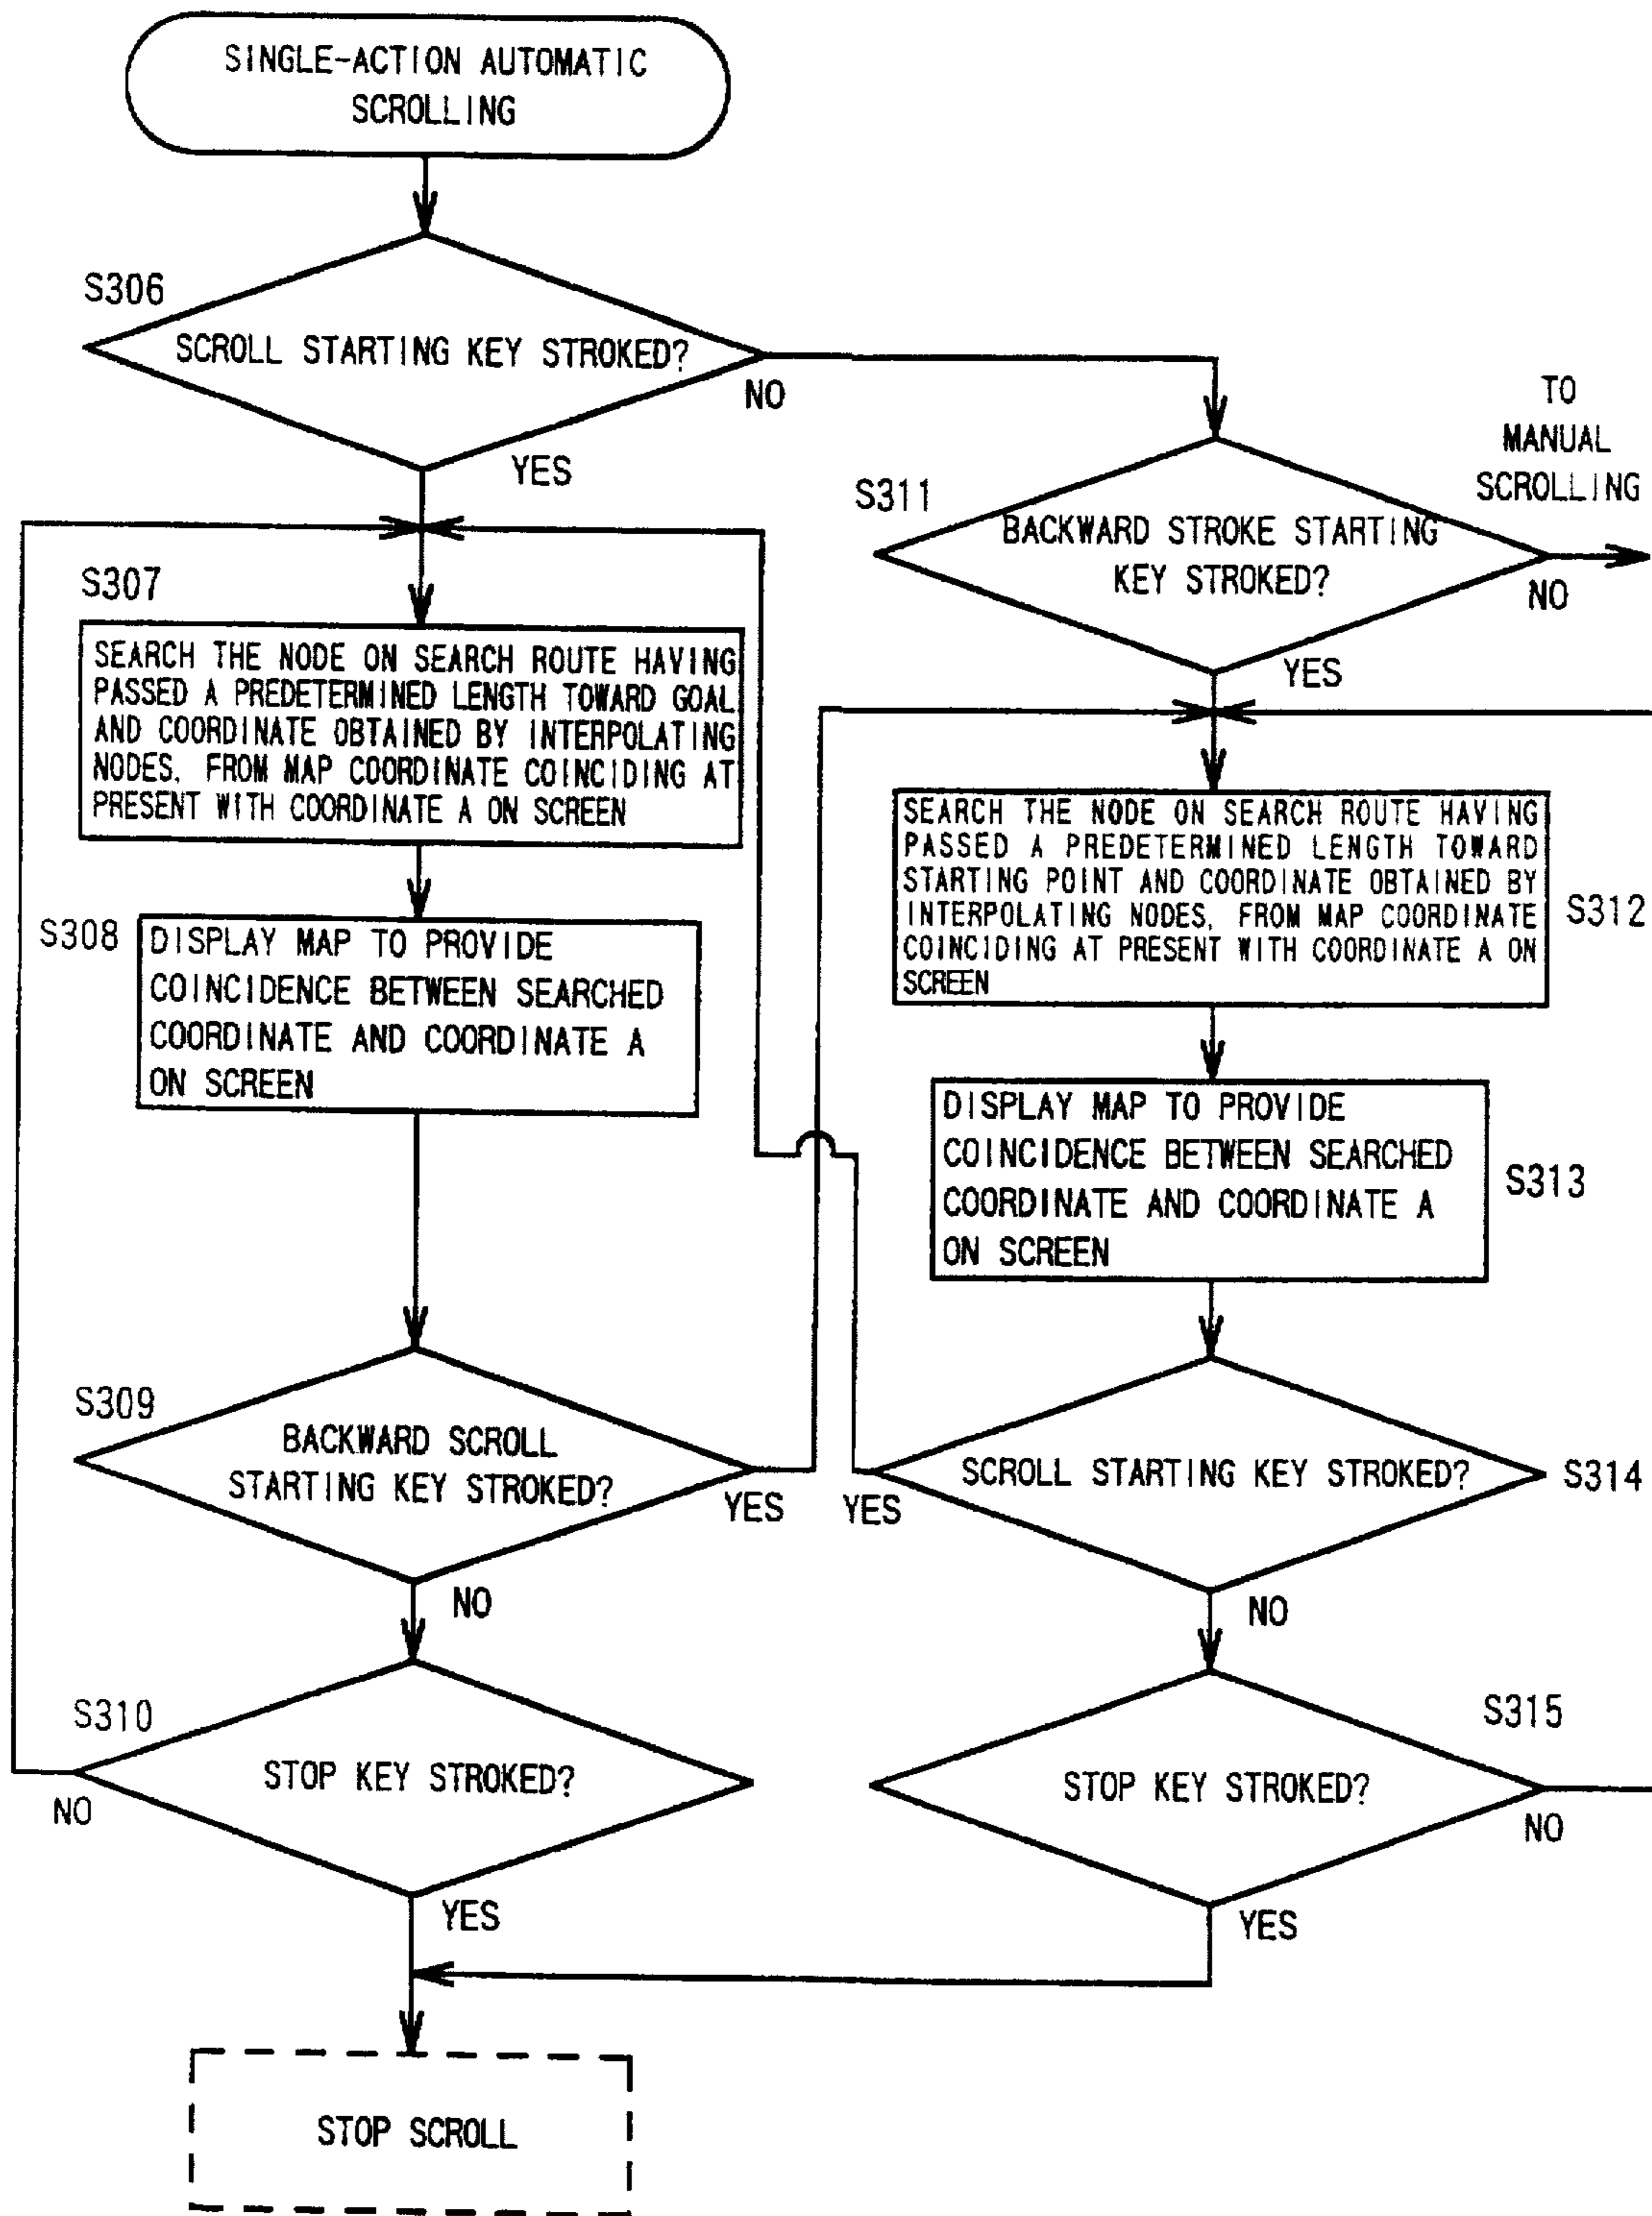 SINGLE-ACTION AUTOMATIC
SCROLLING
S306
SCROLL STARTING KEY STROKED?
NO
YES
TO
MANUAL
SCROLLING
S311
BACKWARD STROKE STARTING
KEY STROKED?
NO
YES
S307
SEARCH THE NODE ON SEARCH ROUTE HAVING
PASSED A PREDETERMINED LENGTH TOWARD GOAL
AND COORDINATE OBTAINED BY INTERPOLATING
NODES, FROM MAP COORDINATE COINCIDING AT
PRESENT WITH COORDINATE A ON SCREEN
SEARCH THE NODE ON SEARCH ROUTE HAVING
PASSED A PREDETERMINED LENGTH TOWARD
STARTING POINT AND COORDINATE OBTAINED BY
INTERPOLATING NODES, FROM MAP COORDINATE
COINCIDING AT PRESENT WITH COORDINATE A ON
SCREEN
S312
S308
DISPLAY MAP TO PROVIDE
COINCIDENCE BETWEEN SEARCHED
COORDINATE AND COORDINATE A
ON SCREEN
DISPLAY MAP TO PROVIDE
COINCIDENCE BETWEEN SEARCHED
COORDINATE AND COORDINATE A
ON SCREEN
S313
S309
BACKWARD SCROLL
STARTING KEY STROKED?
YES
NO
SCROLL STARTING KEY STROKED?
S314
YES
NO
S310
STOP KEY STROKED?
NO
YES
S315
STOP KEY STROKED?
NO
YES
STOP SCROLL